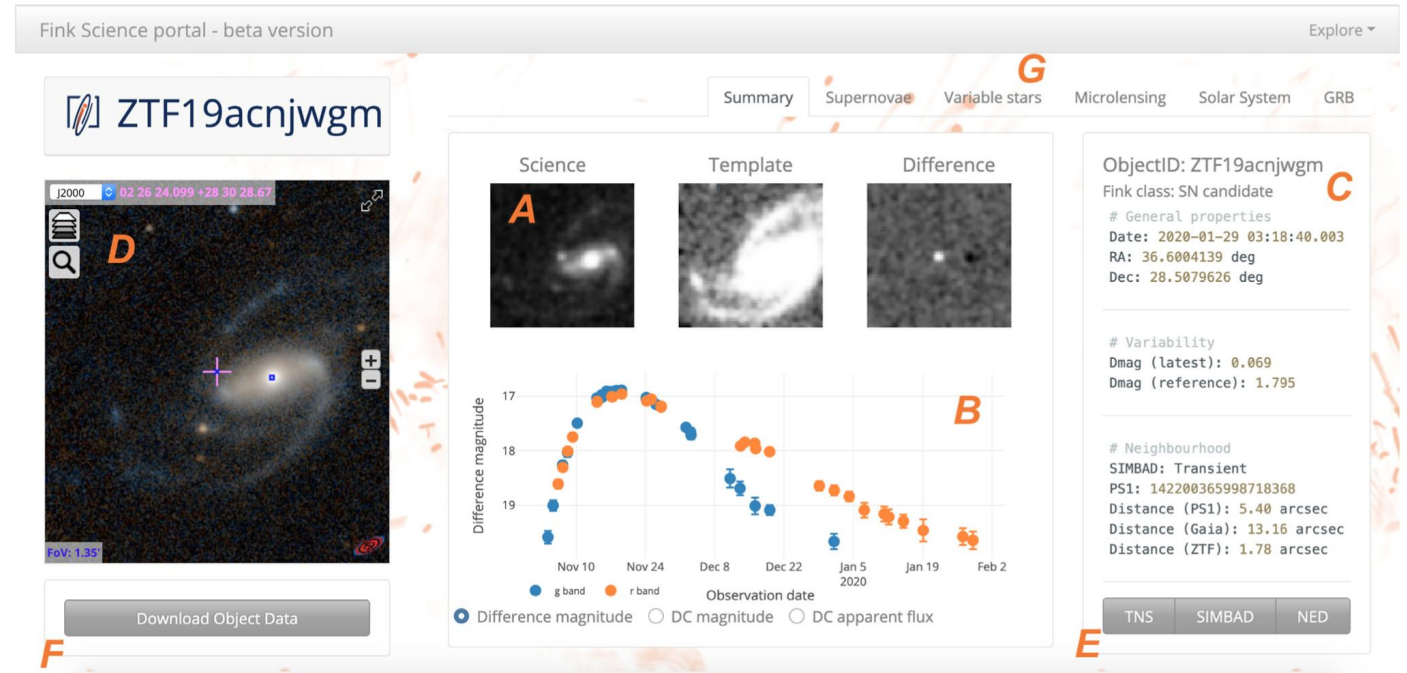 Fink Science portal - beta version
Explore
ZTF19acnjwgm
G
Summary Supernovae Variable stars Microlensing Solar System GRB
J2000 02 26 24.099 +28 30 28.67
D
+
−
FoV: 1.35'
Download Object Data
F
Science Template Difference
A
B
Difference magnitude
17
18
19
Nov 10 Nov 24 Dec 8 Dec 22 Jan 5 Jan 19 Feb 2
2020
g band r band
Observation date
Difference magnitude DC magnitude DC apparent flux
ObjectID: ZTF19acnjwgm
C
Fink class: SN candidate
# General properties
Date: 2020-01-29 03:18:40.003
RA: 36.6004139 deg
Dec: 28.5079626 deg
# Variability
Dmag (latest): 0.069
Dmag (reference): 1.795
# Neighbourhood
SIMBAD: Transient
PS1: 142200365998718368
Distance (PS1): 5.40 arcsec
Distance (Gaia): 13.16 arcsec
Distance (ZTF): 1.78 arcsec
TNS SIMBAD NED
E